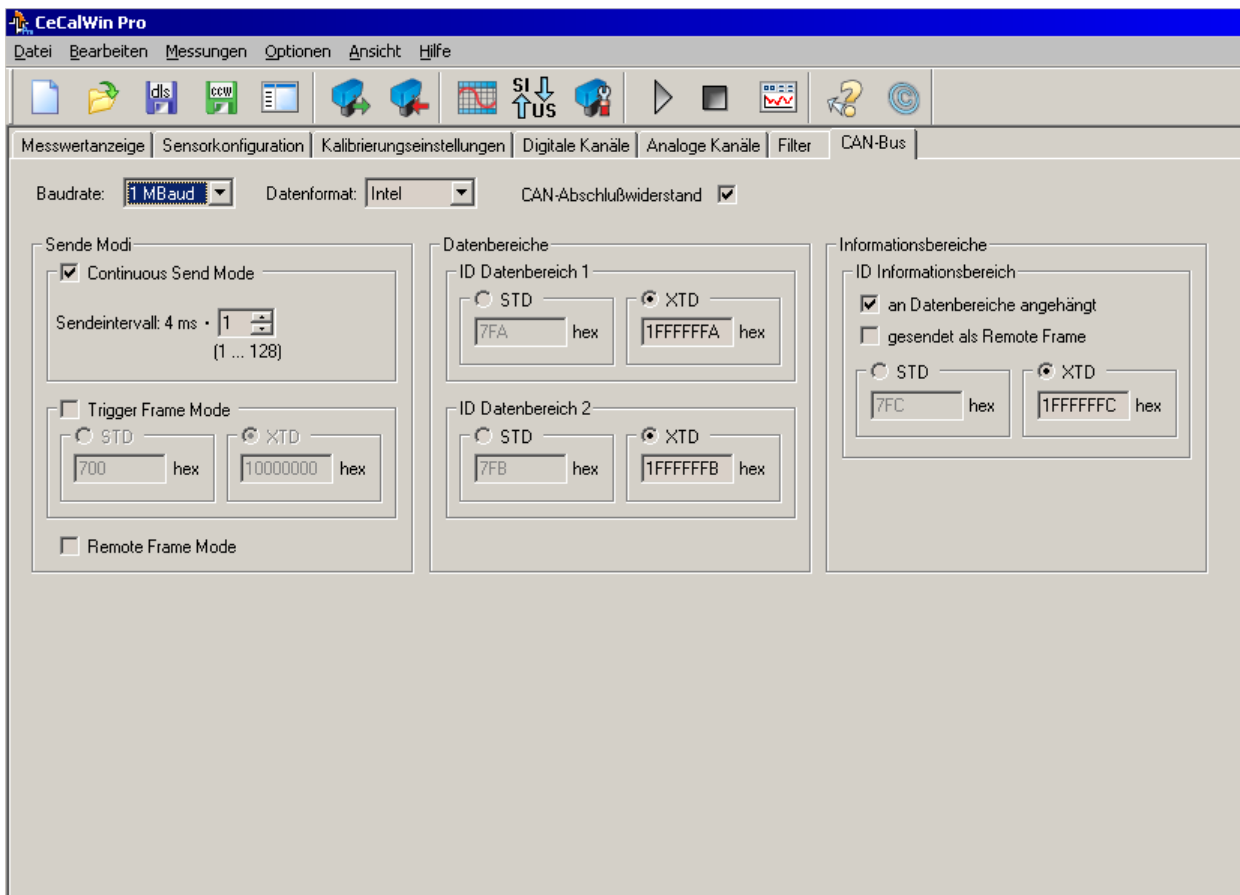 CeCalWin Pro
Datei Bearbeiten Messungen Optionen Ansicht Hilfe
dls ccw SI US
Messwertanzeige Sensorkonfiguration Kalibrierungseinstellungen Digitale Kanäle Analoge Kanäle Filter CAN-Bus
Baudrate: 1 MBaud Datenformat: Intel CAN-Abschlußwiderstand
Sende Modi
Continuous Send Mode
Sendeintervall: 4 ms · 1
(1 ... 128)
Trigger Frame Mode
STD XTD
700 hex 10000000 hex
Remote Frame Mode
Datenbereiche
ID Datenbereich 1
STD XTD
7FA hex 1FFFFFFA hex
ID Datenbereich 2
STD XTD
7FB hex 1FFFFFFB hex
Informationsbereiche
ID Informationsbereich
an Datenbereiche angehängt
gesendet als Remote Frame
STD XTD
7FC hex 1FFFFFFC hex